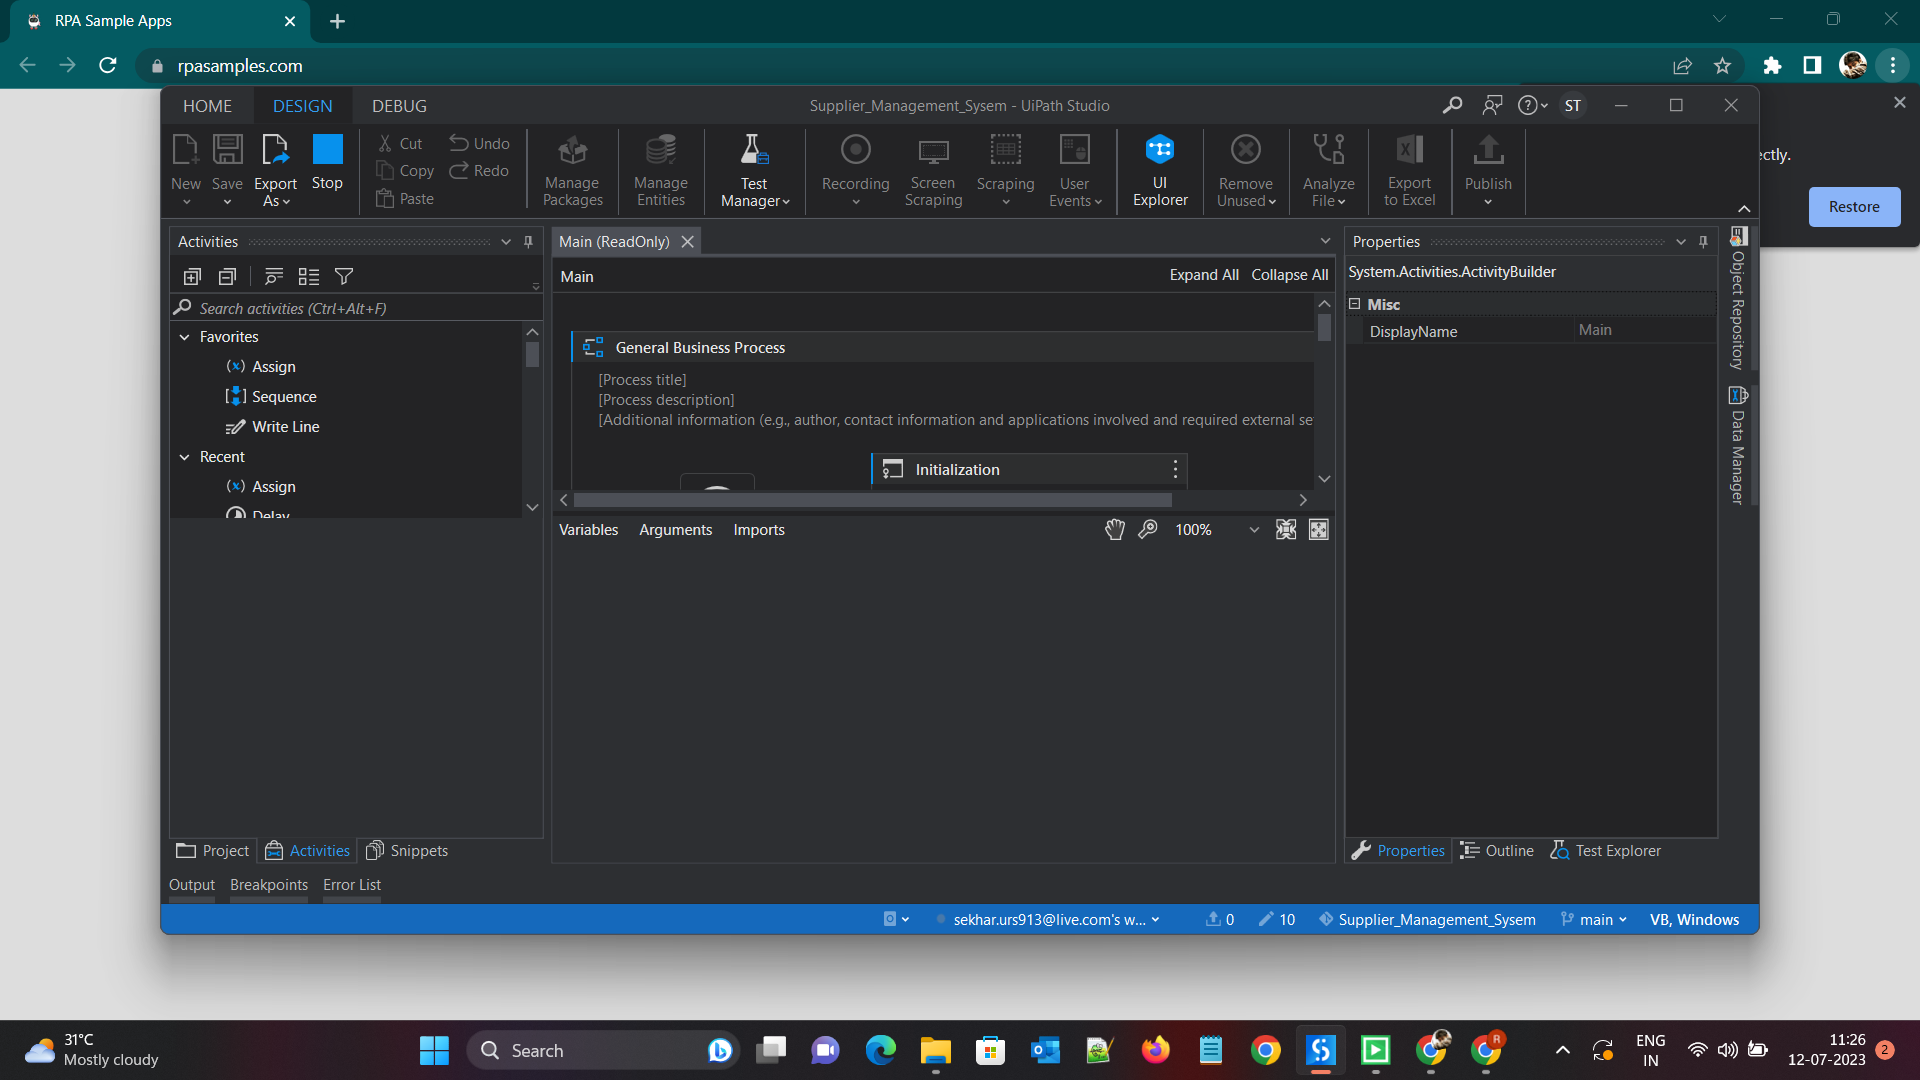 RPA Sample Apps
rpasamples.com
HOME DESIGN DEBUG Supplier_Management_Sysem - UiPath Studio ST
New Save Export As Stop Cut Copy Paste Undo Redo
Manage Packages Manage Entities Test Manager Recording Screen Scraping Scraping User Events UI Explorer Remove Unused Analyze File Export to Excel Publish
ctly.
Restore
Activities
Search activities (Ctrl+Alt+F)
Favorites
Assign
Sequence
Write Line
Recent
Assign
Delay
Main (ReadOnly)
Main Expand All Collapse All
General Business Process
[Process title]
[Process description]
[Additional information (e.g., author, contact information and applications involved and required external se
Initialization
Variables Arguments Imports 100%
Properties
System.Activities.ActivityBuilder
Misc
DisplayName Main
Object Repository
Data Manager
Project Activities Snippets
Properties Outline Test Explorer
Output Breakpoints Error List
sekhar.urs913@live.com's w... 0 10 Supplier_Management_Sysem main VB, Windows
31°C
Mostly cloudy
Search
R
ENG
IN
11:26
12-07-2023
2